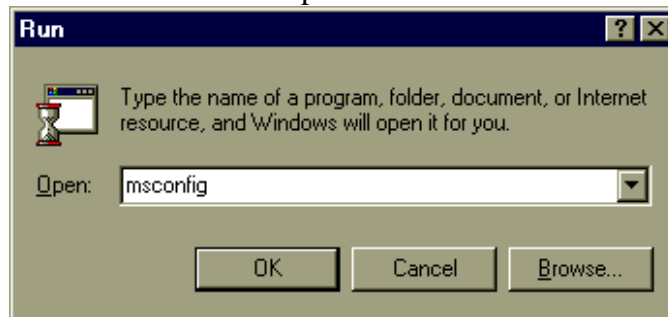 Run
Type the name of a program, folder, document, or Internet
resource, and Windows will open it for you.
Open: msconfig
OK Cancel Browse...